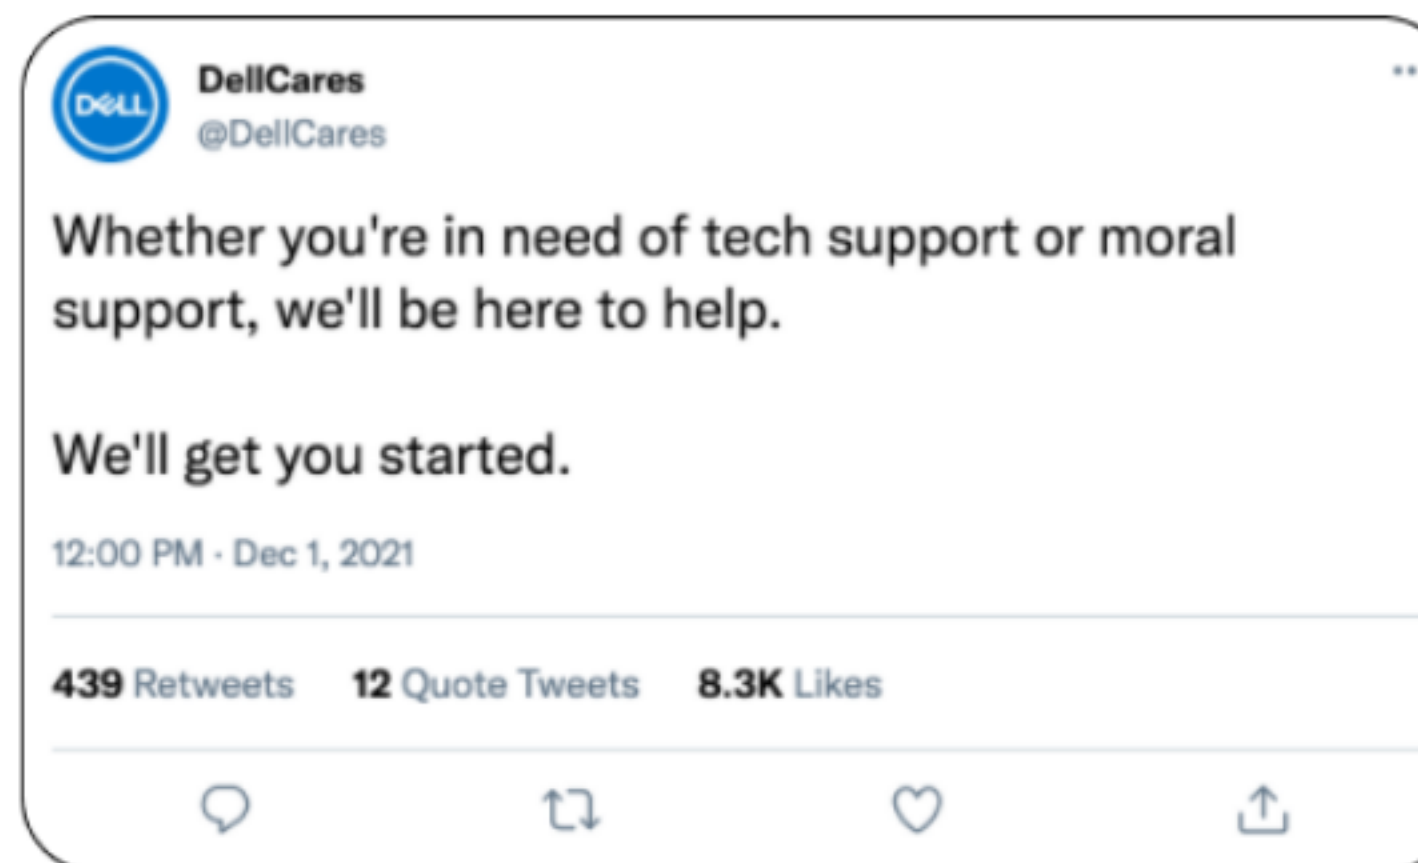 DELL
DellCares
@DellCares
Whether you're in need of tech support or moral
support, we'll be here to help.
We'll get you started.
12:00 PM · Dec 1, 2021
439 Retweets 12 Quote Tweets 8.3K Likes